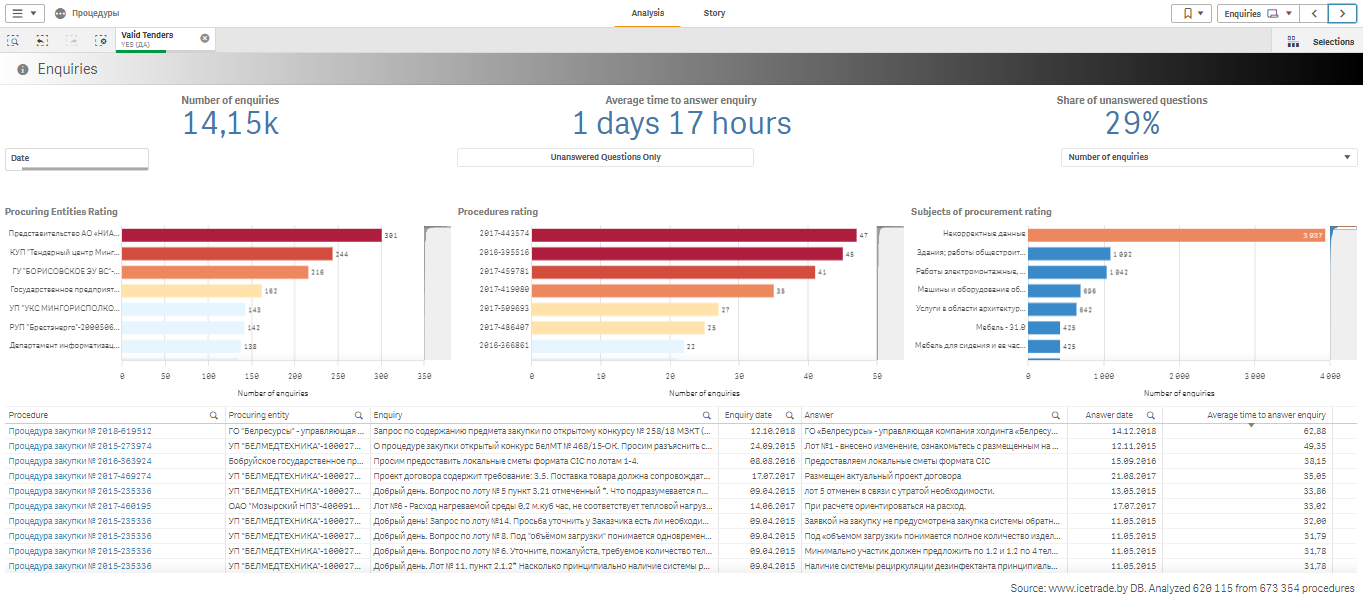 Процедуры
Analysis
Story
Enquiries
Valid Tenders
YES (ДА)
Selections
Enquiries
Number of enquiries
14,15k
Average time to answer enquiry
1 days 17 hours
Share of unanswered questions
29%
Date
Unanswered Questions Only
Number of enquiries
Procuring Entities Rating
Представительство АО «НИА...
301
КУП "Тендерный центр Минг...
244
ГУ "БОРИСОВСКОЕ ЭУ ВС"-...
216
Государственное предприят...
162
УП "УКС МИНГОРИСПОЛКО...
143
РУП "Брестэнерго"-2000506...
142
Департамент информатизац...
138
0 50 100 150 200 250 300 350
Number of enquiries
Procedures rating
2017-443574
47
2016-395516
45
2017-459781
41
2017-419080
35
2017-509693
27
2017-486407
25
2016-366861
22
0 10 20 30 40 50
Number of enquiries
Subjects of procurement rating
Некорректные данные
3 937
Здания; работы общестроит...
1 092
Работы электромонтажные, ...
1 042
Машины и оборудование об...
696
Услуги в области архитектур...
642
Мебель - 31.0
425
Мебель для сидения и ее час...
425
0 1 000 2 000 3 000 4 000
Number of enquiries
Procedure Procuring entity Enquiry Enquiry date Answer Answer date Average time to answer enquiry
Процедура закупки № 2018-619512 ГО "Белресурсы" - управляющая ... Запрос по содержанию предмета закупки по открытому конкурсу № 258/18 МЗКТ (... 12.10.2018 ГО «Белресурсы» - управляющая компания холдинга «Белресу... 14.12.2018 62,88
Процедура закупки № 2015-273974 УП "БЕЛМЕДТЕХНИКА"-100027... О процедуре закупки открытый конкурс БелМТ № 468/15-ОК. Просим разъяснить с... 24.09.2015 Лот №1 - внесено изменение, ознакомьтесь с размещенным на ... 12.11.2015 49,35
Процедура закупки № 2016-363924 Бобруйское государственное пр... Просим предоставить локальные сметы формата CIC по лотам 1-4. 08.08.2016 Предоставляем локальные сметы формата CIC 15.09.2016 38,15
Процедура закупки № 2017-469274 УП "БЕЛМЕДТЕХНИКА"-100027... Проект договора содержит требование: 3.5. Поставка товара должна сопровождат... 17.07.2017 Размещен актуальный проект договора 21.08.2017 35,05
Процедура закупки № 2015-235336 УП "БЕЛМЕДТЕХНИКА"-100027... Добрый день. Вопрос по лоту № 5 пункт 3.21 отмеченный *. Что подразумевается п... 09.04.2015 лот 5 отменен в связи с утратой необходимости. 13.05.2015 33,86
Процедура закупки № 2017-460195 ОАО "Мозырский НПЗ"-400091... Лот №6 - Расход нагреваемой среды 0,2 м.куб час, не соответствует тепловой нагруз... 14.06.2017 При расчете ориентироваться на расход. 17.07.2017 33,02
Процедура закупки № 2015-235336 УП "БЕЛМЕДТЕХНИКА"-100027... Добрый день! Запрос по лоту №14. Просьба уточнить у Заказчика есть ли необходи... 09.04.2015 Заявкой на закупку не предусмотрена закупка системы обратн... 11.05.2015 32,00
Процедура закупки № 2015-235336 УП "БЕЛМЕДТЕХНИКА"-100027... Добрый день. Вопрос по лоту № 8. Под "объёмом загрузки" понимается одновремен... 09.04.2015 Под «объемом загрузки» понимается полное количество издел... 11.05.2015 31,79
Процедура закупки № 2015-235336 УП "БЕЛМЕДТЕХНИКА"-100027... Добрый день. Вопрос по лоту № 6. Уточните, пожалуйста, требуемое количество тел... 09.04.2015 Минимально участик должен предложить по 1.2 и 1.2 по 4 тел... 11.05.2015 31,78
Процедура закупки № 2015-235336 УП "БЕЛМЕДТЕХНИКА"-100027... Добрый день. Лот № 11. пункт 2.1.2* Насколько принципиально наличие системы р... 09.04.2015 Наличие системы рециркуляции дезинфектанта принципиаль... 11.05.2015 31,78
Source: www.icetrade.by DB. Analyzed 620 115 from 673 354 procedures